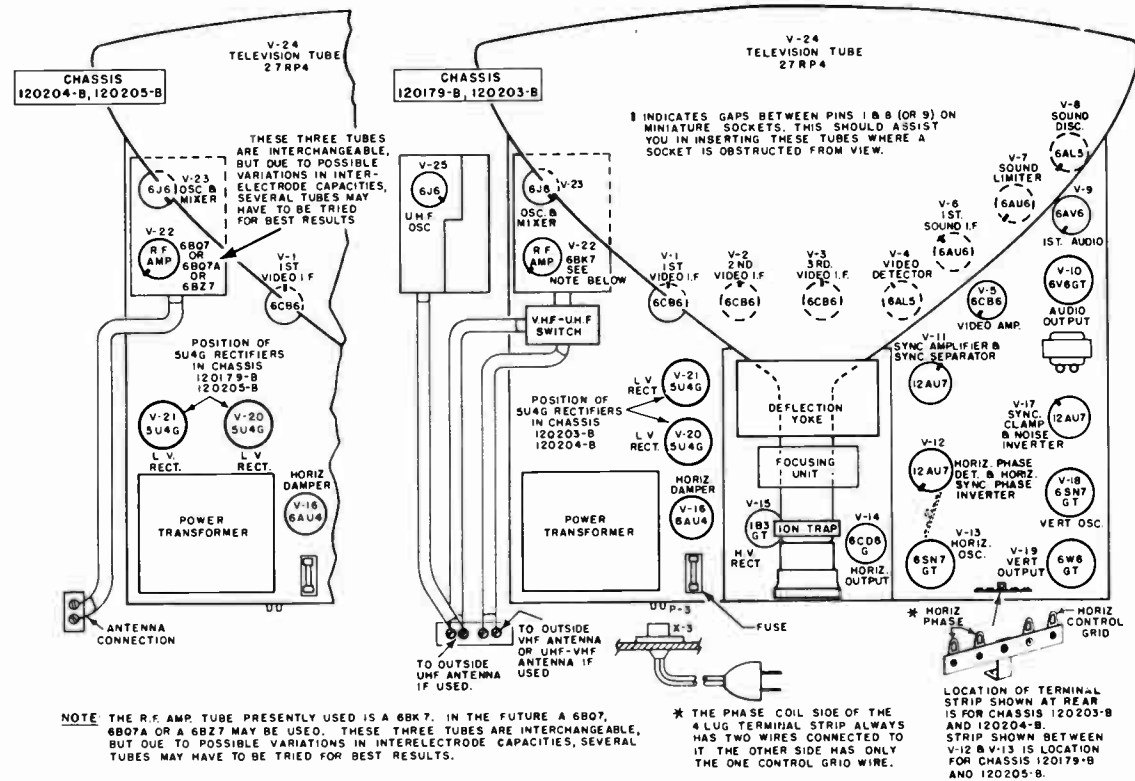 V-24
TELEVISION TUBE
27RP4
CHASSIS
120204-B, 120205-B
THESE THREE TUBES
ARE INTERCHANGEABLE,
BUT DUE TO POSSIBLE
VARIATIONS IN INTER-
ELECTRODE CAPACITIES,
SEVERAL TUBES MAY
HAVE TO BE TRIED
FOR BEST RESULTS
V-23
OSC &
MIXER
6J6
V-22
R.F.
AMP
6BQ7
OR
6BQ7A
OR
6BZ7
V-1
1ST
VIDEO I.F
6CB6
POSITION OF
5U4G RECTIFIERS
IN CHASSIS
120179-B
120205-B
V-21
5U4G
L. V.
RECT.
V-20
5U4G
L. V.
RECT.
HORIZ
DAMPER
V-16
6AU4
POWER
TRANSFORMER
ANTENNA
CONNECTION
V-24
TELEVISION TUBE
27RP4
CHASSIS
120179-B, 120203-B
INDICATES GAPS BETWEEN PINS 1 & 8 (OR 9) ON
MINIATURE SOCKETS. THIS SHOULD ASSIST
YOU IN INSERTING THESE TUBES WHERE A
SOCKET IS OBSTRUCTED FROM VIEW.
V-25
6J6
U.H.F.
OSC
6J6
V-23
OSC. &
MIXER
R.F
AMP
V-22
6BK7
SEE
NOTE BELOW
V.H.F.-U.H.F
SWITCH
V-1
1ST
VIDEO I.F
6CB6
V-2
2ND
VIDEO I.F
6CB6
V-3
3RD.
VIDEO I.F.
6CB6
V-4
VIDEO
DETECTOR
6AL5
V-5
6CB6
VIDEO AMP.
V-6
1ST.
SOUND I.F
6AU6
V-7
SOUND
LIMITER
6AU6
V-8
SOUND
DISC.
6AL5
V-9
6AV6
1ST. AUDIO
V-10
6V6GT
AUDIO
OUTPUT
V-11
SYNC AMPLIFIER &
SYNC SEPARATOR
12AU7
V-17
SYNC.
CLAMP
& NOISE
INVERTER
12AU7
V-12
12AU7
HORIZ. PHASE
DET. & HORIZ.
SYNC PHASE
INVERTER
V-18
6SN7
GT
VERT OSC.
V-13
HORIZ.
OSC.
6SN7
GT
V-19
VERT
OUTPUT
6W6
GT
POSITION OF
5U4G RECTIFIERS
IN CHASSIS
120203-B
120204-B
L V
RECT
V-21
5U4G
L V
RECT.
V-20
5U4G
HORIZ
DAMPER
V-16
6AU4
POWER
TRANSFORMER
DEFLECTION
YOKE
FOCUSING
UNIT
V-15
1B3
GT
H.V.
RECT
ION TRAP
V-14
6CD6
G
HORIZ.
OUTPUT
P-3
X-3
FUSE
TO OUTSIDE
UHF ANTENNA
IF USED.
TO OUTSIDE
VHF ANTENNA
OR UHF-VHF
ANTENNA IF
USED
* HORIZ
PHASE
HORIZ
CONTROL
GRID
LOCATION OF TERMINAL
STRIP SHOWN AT REAR
IS FOR CHASSIS 120203-B
AND 120204-B.
STRIP SHOWN BETWEEN
V-12 & V-13 IS LOCATION
FOR CHASSIS 120179-B
AND 120205-B.
* THE PHASE COIL SIDE OF THE
4 LUG TERMINAL STRIP ALWAYS
HAS TWO WIRES CONNECTED TO
IT THE OTHER SIDE HAS ONLY
THE ONE CONTROL GRID WIRE.
NOTE THE R.F. AMP. TUBE PRESENTLY USED IS A 6BK7. IN THE FUTURE A 6BQ7,
6BQ7A OR A 6BZ7 MAY BE USED. THESE THREE TUBES ARE INTERCHANGEABLE,
BUT DUE TO POSSIBLE VARIATIONS IN INTERELECTRODE CAPACITIES, SEVERAL
TUBES MAY HAVE TO BE TRIED FOR BEST RESULTS.